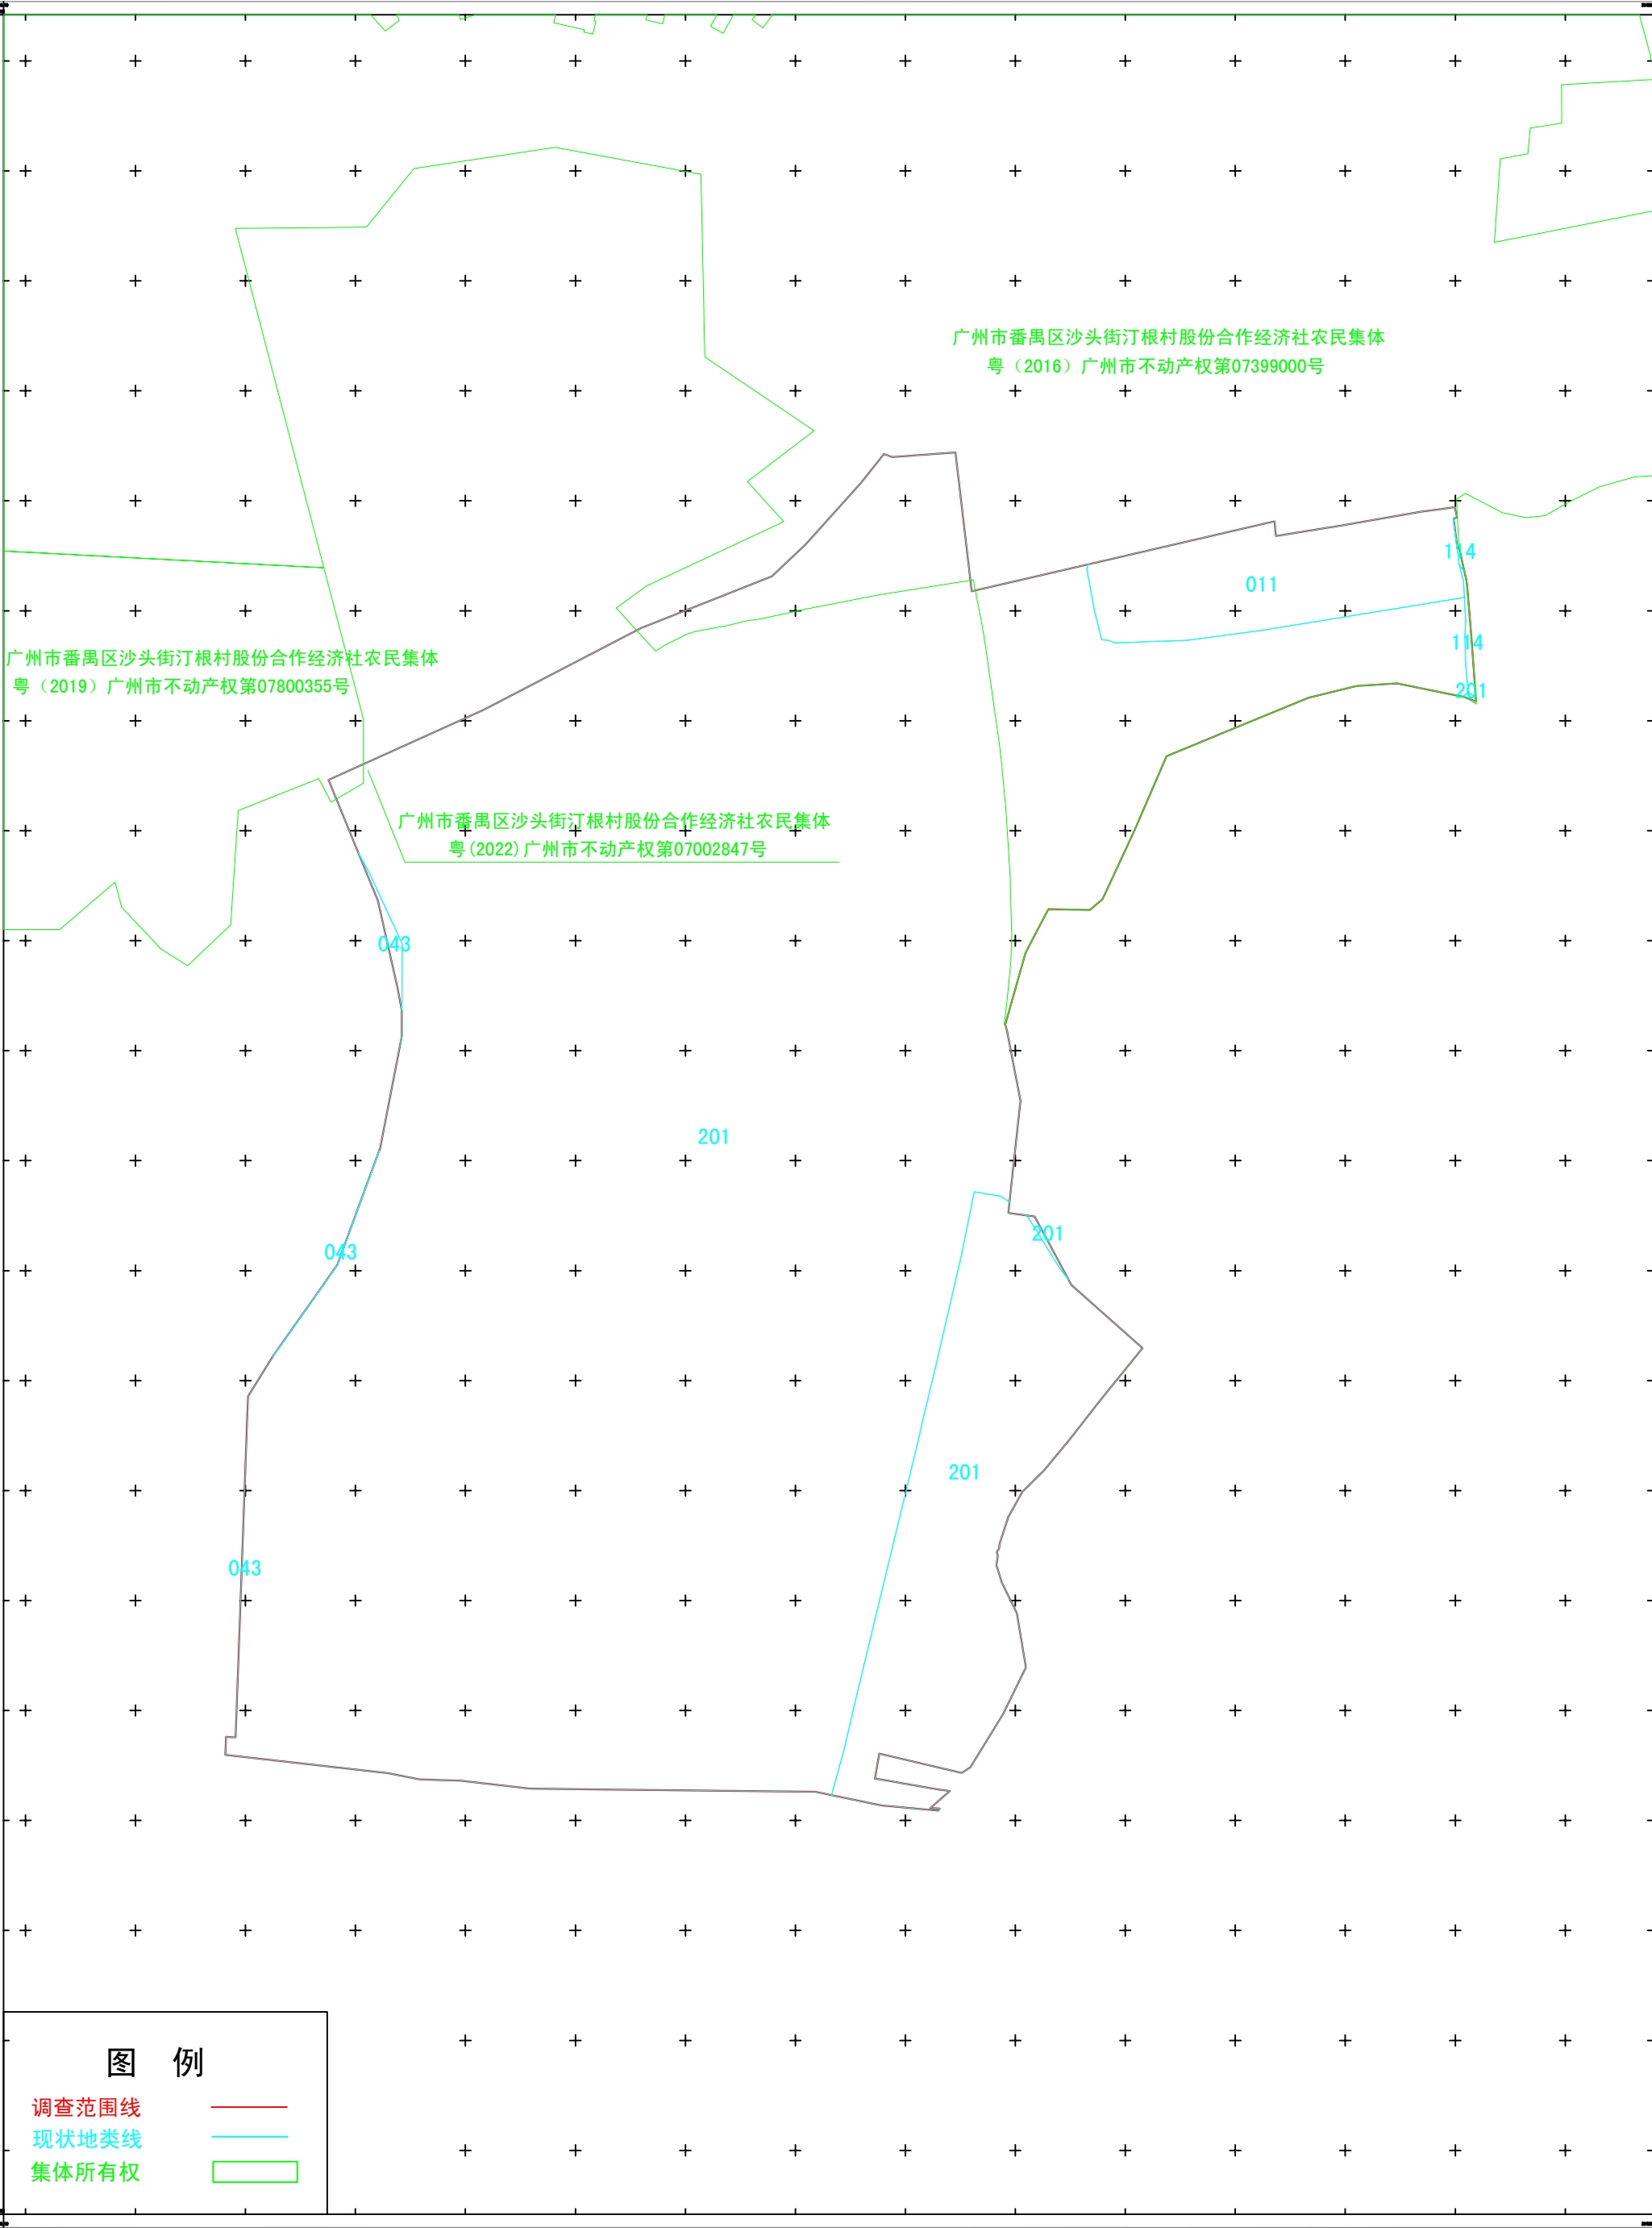 广州市番禺区沙头街汀根村股份合作经济社农民集体
粤（2016）广州市不动产权第07399000号
114
011
114
广州市番禺区沙头街汀根村股份合作经济社农民集体
粤（2019）广州市不动产权第07800355号
201
广州市番禺区沙头街汀根村股份合作经济社农民集体
粤(2022)广州市不动产权第07002847号
043
201
201
043
201
043
图 例
调查范围线
现状地类线
集体所有权